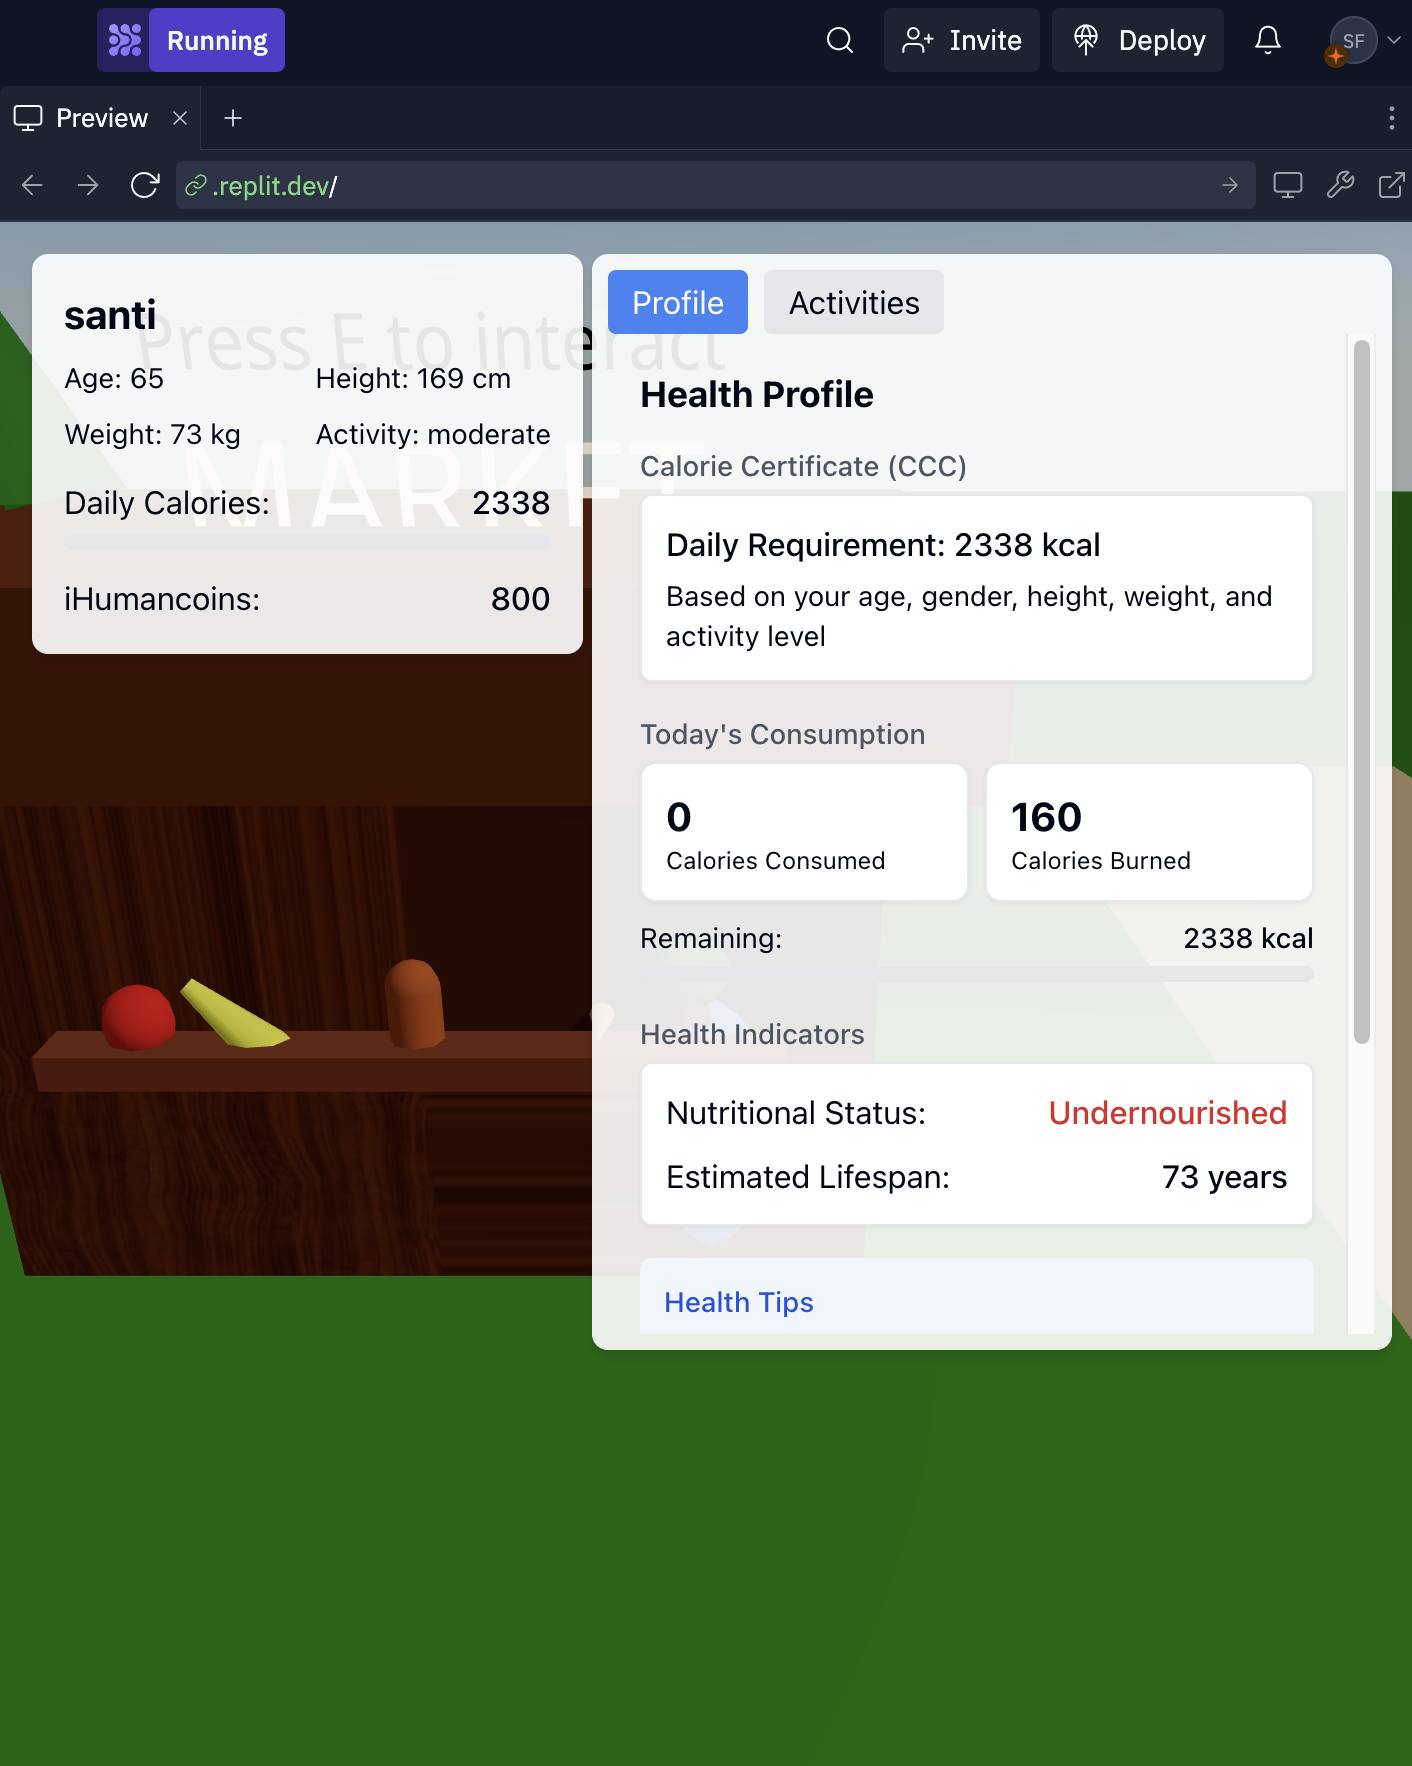 Running
Invite
Deploy
SF
Preview
.replit.dev/
santi
Press E to interact
Age: 65
Height: 169 cm
Weight: 73 kg
Activity: moderate
MARKET
Daily Calories:
2338
iHumancoins:
800
Profile
Activities
Health Profile
Calorie Certificate (CCC)
Daily Requirement: 2338 kcal
Based on your age, gender, height, weight, and
activity level
Today's Consumption
0
Calories Consumed
160
Calories Burned
Remaining:
2338 kcal
Health Indicators
Nutritional Status:
Undernourished
Estimated Lifespan:
73 years
Health Tips